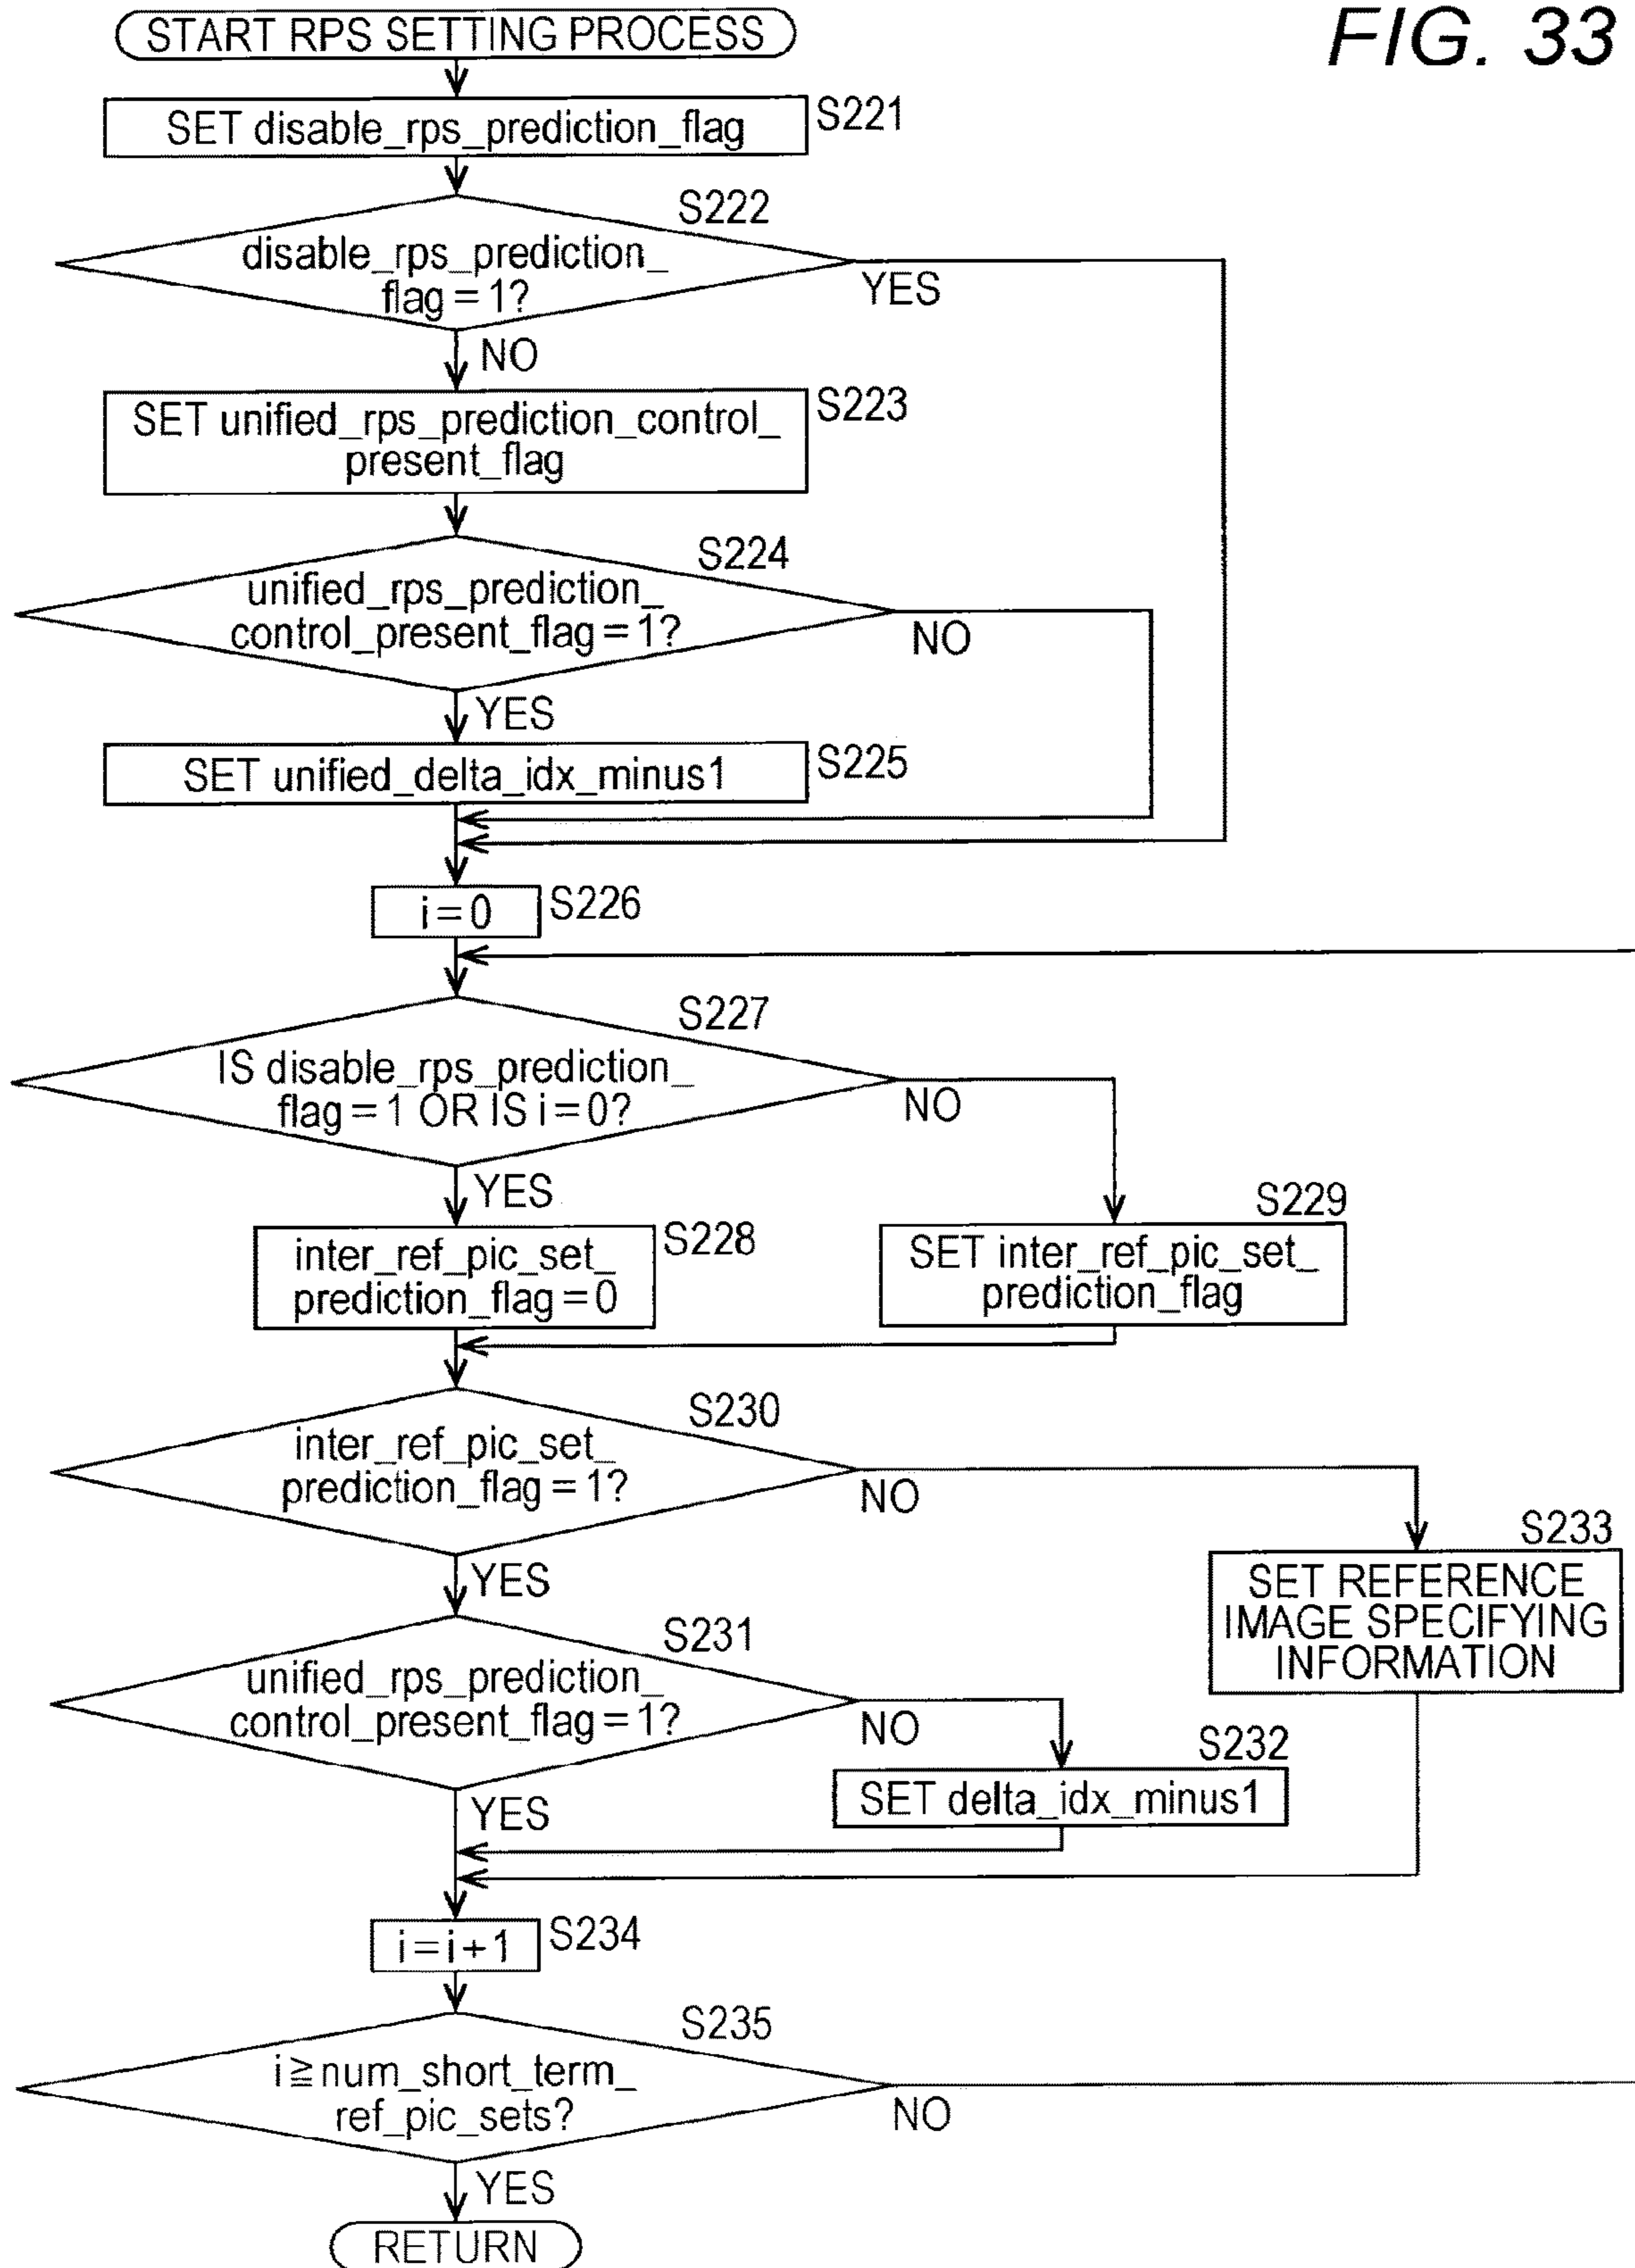 FIG. 33
START RPS SETTING PROCESS
SET disable_rps_prediction_flag
S221
S222
disable_rps_prediction_
flag = 1?
YES
NO
SET unified_rps_prediction_control_
present_flag
S223
S224
unified_rps_prediction_
control_present_flag = 1?
NO
YES
SET unified_delta_idx_minus1
S225
i = 0
S226
S227
IS disable_rps_prediction_
flag = 1 OR IS i = 0?
NO
YES
S228
inter_ref_pic_set_
prediction_flag = 0
S229
SET inter_ref_pic_set_
prediction_flag
S230
inter_ref_pic_set_
prediction_flag = 1?
NO
YES
S233
SET REFERENCE
IMAGE SPECIFYING
INFORMATION
S231
unified_rps_prediction_
control_present_flag = 1?
NO
YES
S232
SET delta_idx_minus1
i = i + 1
S234
S235
i ≧ num_short_term_
ref_pic_sets?
NO
YES
RETURN